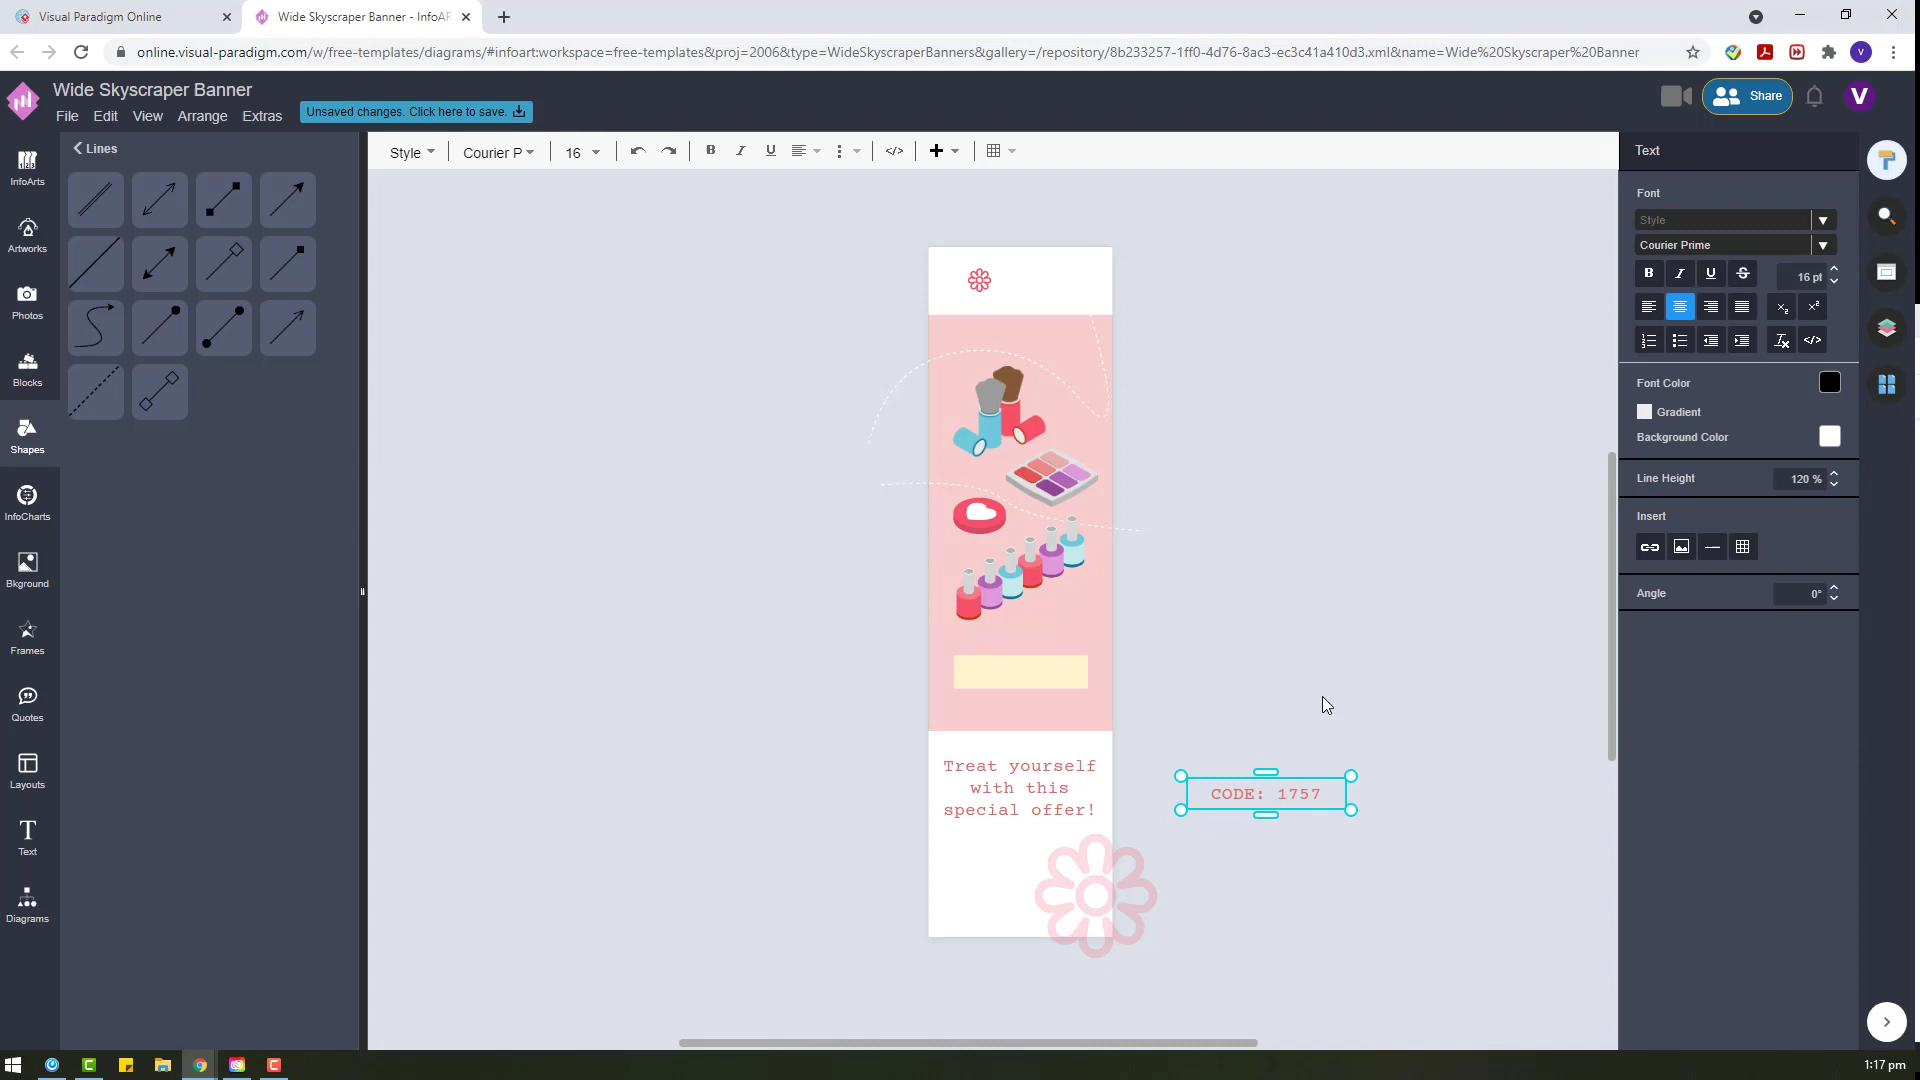 Visual Paradigm Online
Wide Skyscraper Banner - InfoAR
online.visual-paradigm.com/w/free-templates/diagrams/#infoart:workspace=free-templates&proj=2006&type=WideSkyscraperBanners&gallery=/repository/8b233257-1ff0-4d76-8ac3-ec3c41a410d3.xml&name=Wide%20Skyscraper%20Banner
V
Wide Skyscraper Banner
File Edit View Arrange Extras
Unsaved changes. Click here to save.
Share
V
InfoArts
Artworks
Photos
Blocks
Shapes
InfoCharts
Bkground
Frames
Quotes
Layouts
T
Text
Diagrams
Lines
Style
Courier P
16
B I U
</>
Treat yourself
with this
special offer!
CODE: 1757
Text
Font
Style
Courier Prime
B I U S
16 pt
</>
Font Color
Gradient
Background Color
Line Height
120 %
Insert
Angle
0°
1:17 pm